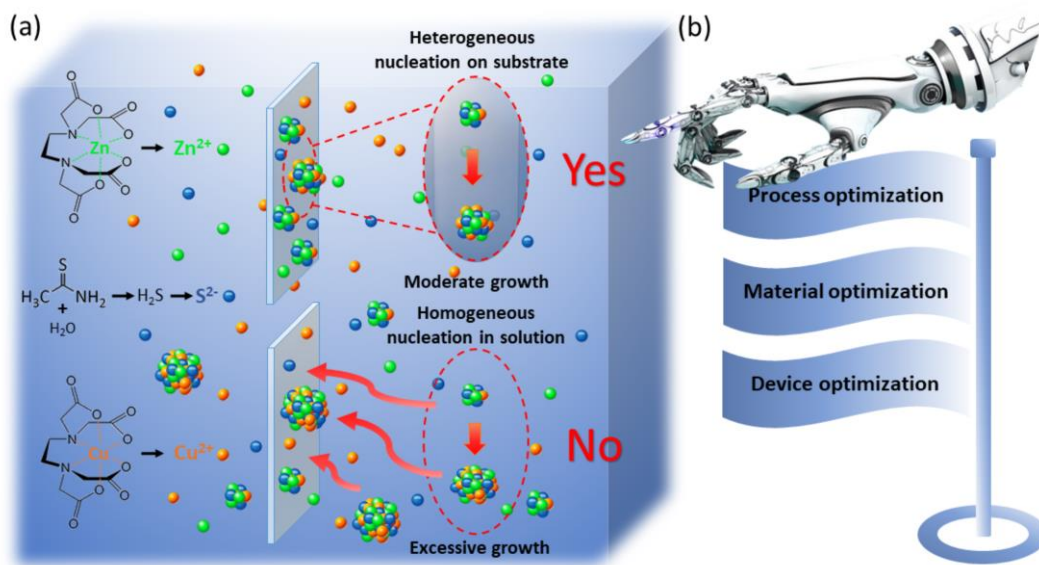 (a)
Heterogeneous
nucleation on substrate
O
O
O
O
N
Zn
N
O
O
O
O
Zn²⁺
Yes
Moderate growth
S
H₃C
NH₂
H₂S
S²⁻
+
H₂O
Homogeneous
nucleation in solution
O
O
O
O
N
Cu
N
O
O
O
O
Cu²⁺
No
Excessive growth
(b)
Process optimization
Material optimization
Device optimization